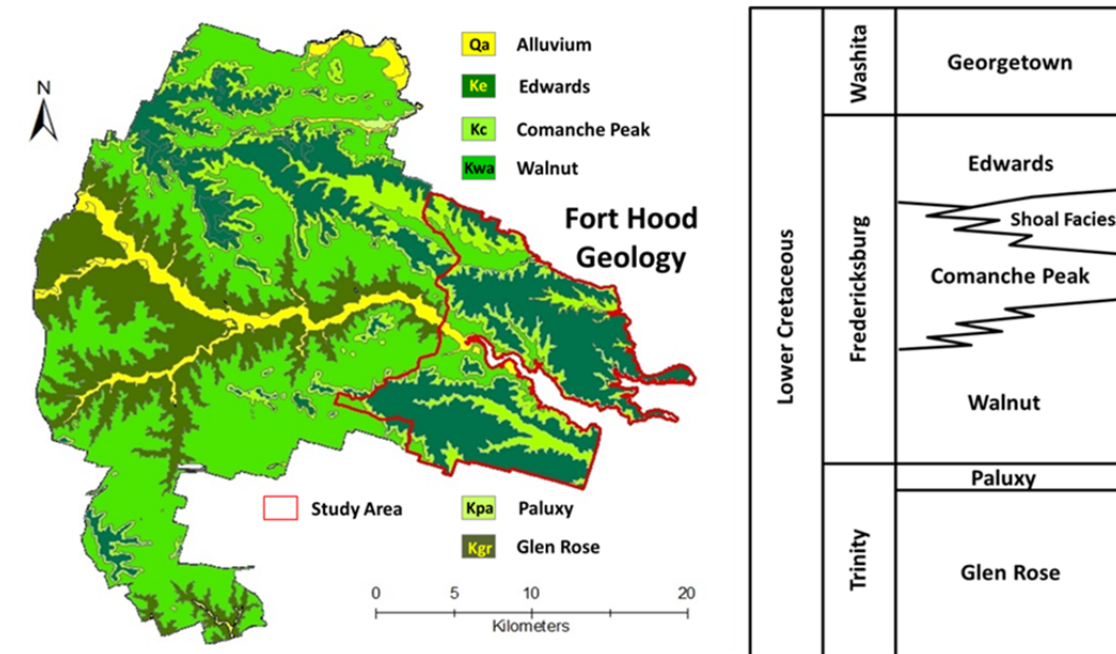 N
Qa Alluvium
Ke Edwards
Kc Comanche Peak
Kwa Walnut
Fort Hood
Geology
Study Area
Kpa Paluxy
Kgr Glen Rose
0 5 10 20
Kilometers
Lower Cretaceous
Washita
Georgetown
Fredericksburg
Edwards
Shoal Facies
Comanche Peak
Walnut
Trinity
Paluxy
Glen Rose